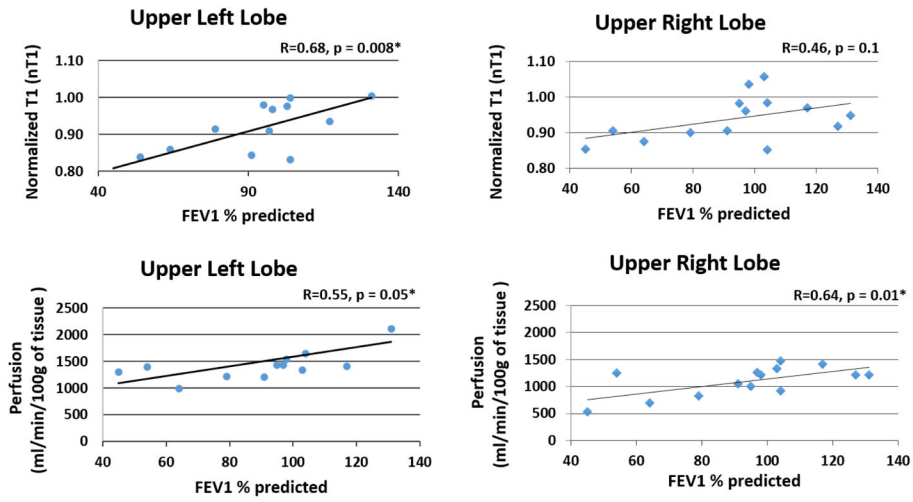 Upper Left Lobe
R=0.68, p = 0.008*
Normalized T1 (nT1)
1.10
1.00
0.90
0.80
40
90
140
FEV1 % predicted
Upper Right Lobe
R=0.46, p = 0.1
Normalized T1 (nT1)
1.10
1.00
0.90
0.80
40
60
80
100
120
140
FEV1 % predicted
Upper Left Lobe
R=0.55, p = 0.05*
Perfusion
(ml/min/100g of tissue)
2500
2000
1500
1000
500
0
40
60
80
100
120
140
FEV1 % predicted
Upper Right Lobe
R=0.64, p = 0.01*
Perfusion
(ml/min/100g of tissue)
2500
2000
1500
1000
500
0
40
60
80
100
120
140
FEV1 % predicted